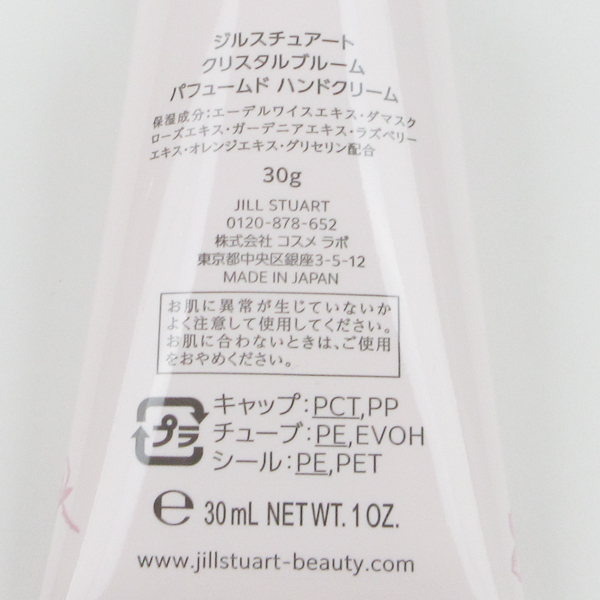 ジルスチュアート
クリスタルブルーム
パフュームド ハンドクリーム
保湿成分:エーデルワイスエキス・ダマスク
ローズエキス・ガーデニアエキス・ラズベリー
エキス・オレンジエキス・グリセリン配合
30g
JILL STUART
0120-878-652
株式会社 コスメ ラボ
東京都中央区銀座3-5-12
MADE IN JAPAN
お肌に異常が生じていないか
よく注意して使用してください。
お肌に合わないときは、ご使用
をおやめください。
プラ
キャップ:PCT,PP
チューブ:PE,EVOH
シール:PE,PET
℮ 30mL NET WT. 1 OZ.
www.jillstuart-beauty.com